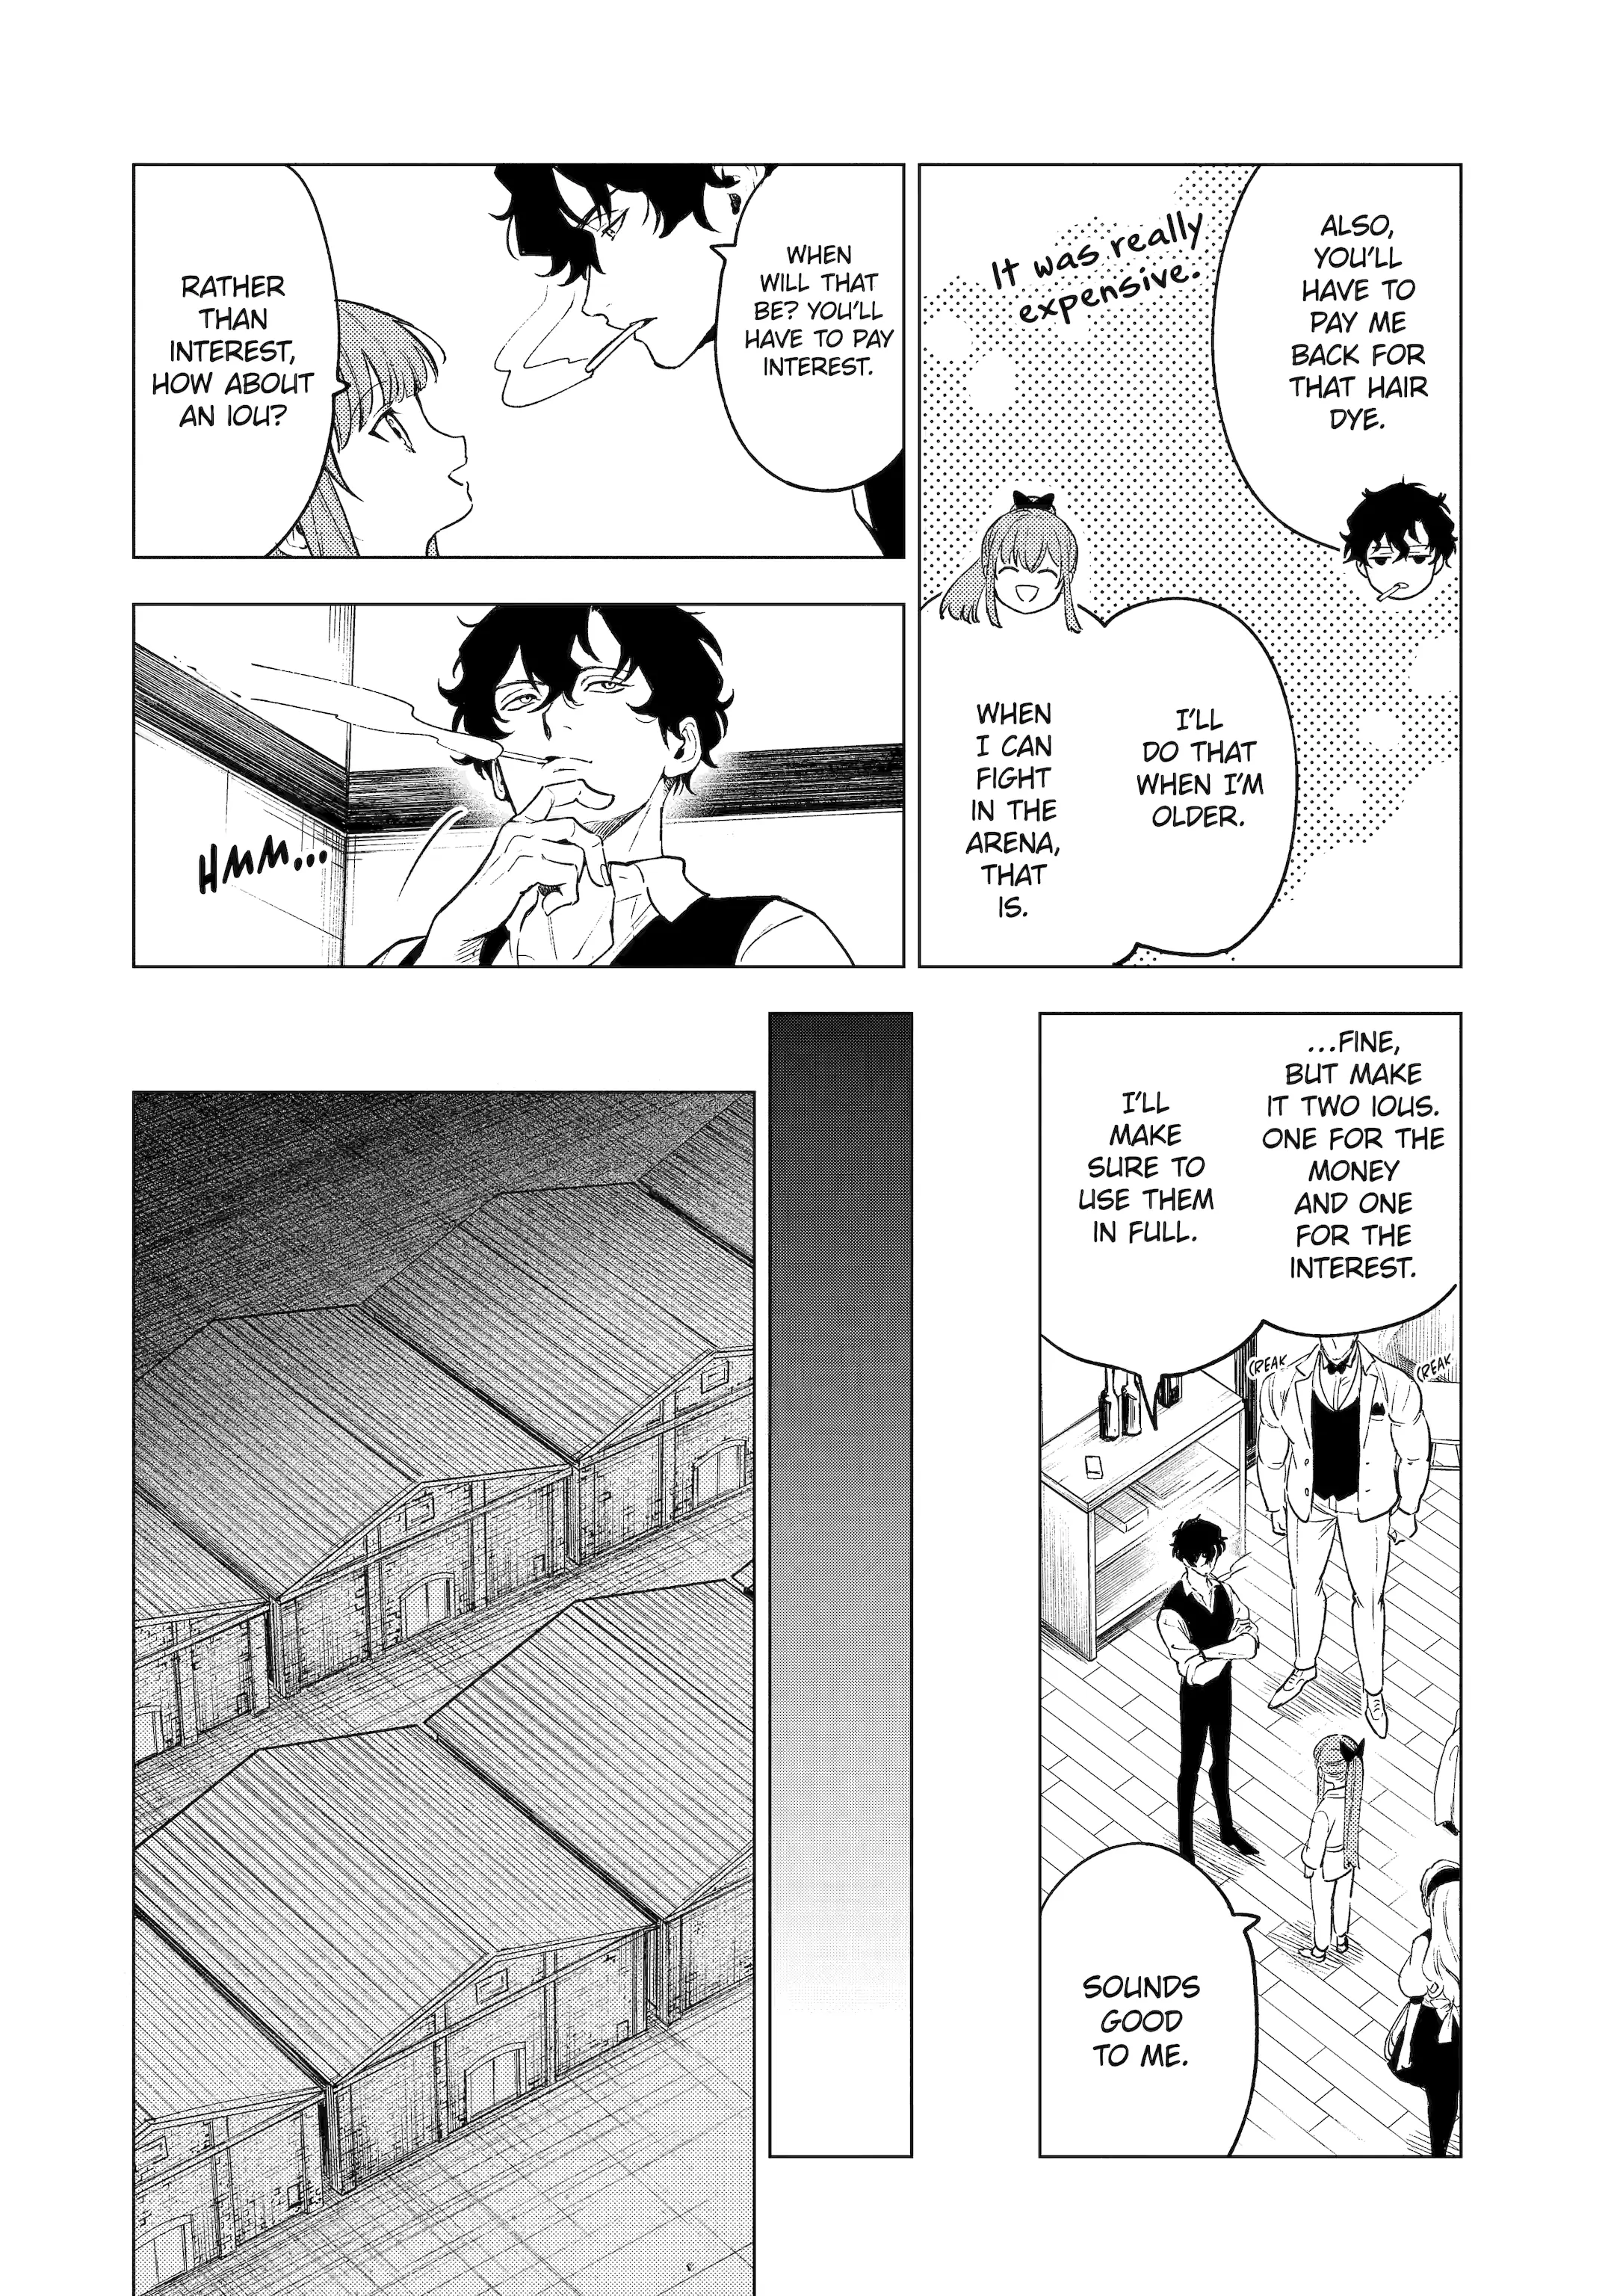 ALSO,
YOU'LL
HAVE TO
PAY ME
BACK FOR
THAT HAIR
DYE.
It was really
expensive.
I'LL
DO THAT
WHEN I'M
OLDER.
WHEN
I CAN
FIGHT
IN THE
ARENA,
THAT
IS.
WHEN
WILL THAT
BE? YOU'LL
HAVE TO PAY
INTEREST.
RATHER
THAN
INTEREST,
HOW ABOUT
AN IOU?
HMM...
...FINE,
BUT MAKE
IT TWO IOUS.
ONE FOR THE
MONEY
AND ONE
FOR THE
INTEREST.
I'LL
MAKE
SURE TO
USE THEM
IN FULL.
CREAK
CREAK
SOUNDS
GOOD
TO ME.